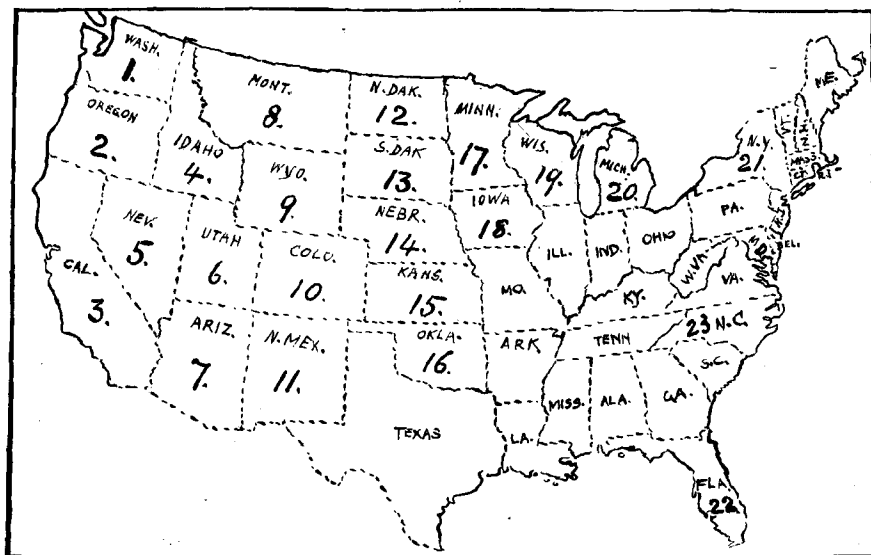 WASH.
1.
OREGON
2.
CAL.
3.
IDAHO
4.
NEV.
5.
UTAH
6.
ARIZ.
7.
MONT.
8.
WYO.
9.
COLO.
10.
N.MEX.
11.
N.DAK.
12.
S.DAK
13.
NEBR.
14.
KANS.
15.
OKLA.
16.
TEXAS
MINN.
17.
IOWA
18.
MO.
ARK
LA.
WIS.
19.
MICH.
20.
ILL.
IND.
OHIO
KY.
TENN
MISS.
ALA.
GA.
FLA.
22.
S.C.
23 N.C.
VA.
W.VA.
PA.
N.Y.
21
ME.
VT.
N.H.
MASS.
R.I.
N.J.
MD.